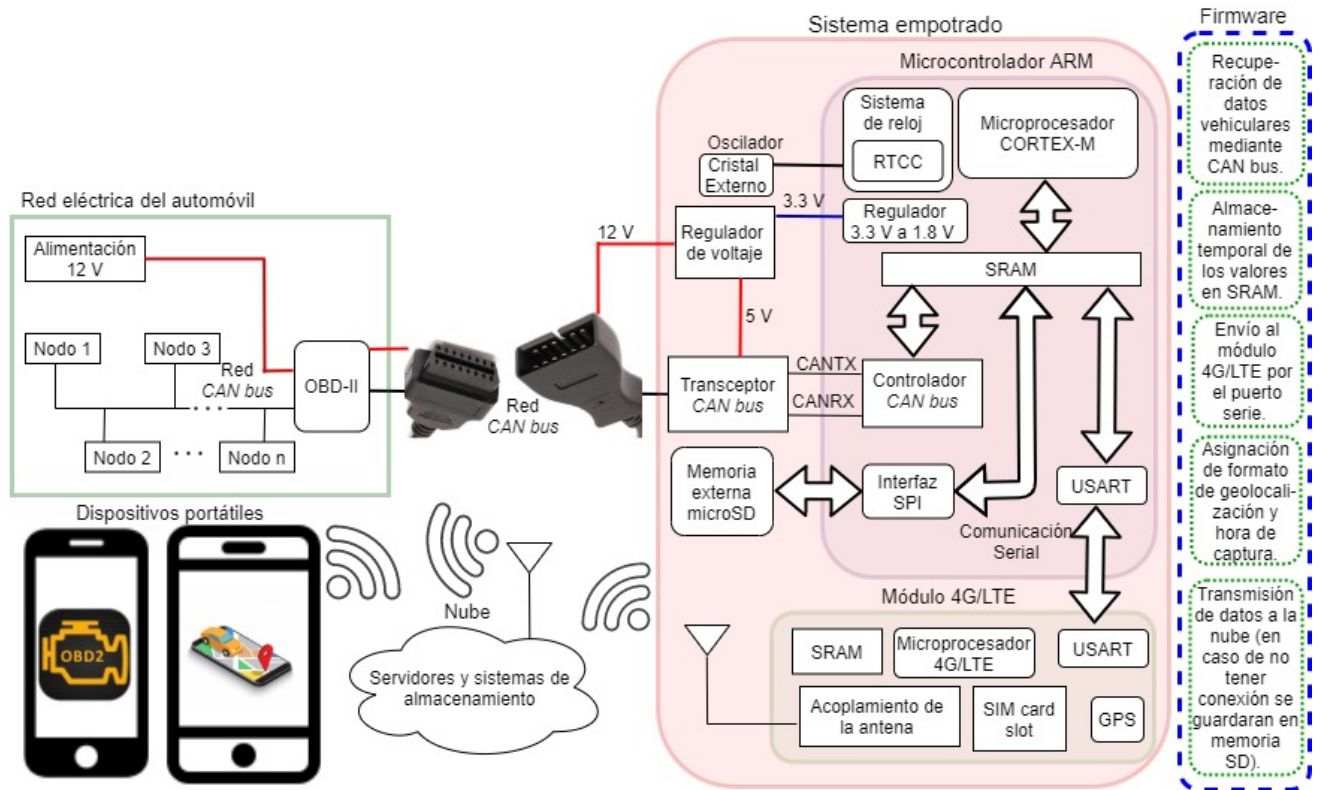 Sistema empotrado
Firmware
Microcontrolador ARM
Sistema
de reloj
RTCC
Microprocesador
CORTEX-M
Oscilador
Cristal
Externo
3.3 V
Regulador
3.3 V a 1.8 V
12 V
Regulador
de voltaje
SRAM
5 V
Red eléctrica del automóvil
Alimentación
12 V
Nodo 1
Nodo 3
Red
CAN bus
OBD-II
Nodo 2
Nodo n
Red
CAN bus
Transceptor
CAN bus
CANTX
CANRX
Controlador
CAN bus
Memoria
externa
microSD
Interfaz
SPI
USART
Comunicación
Serial
Dispositivos portátiles
OBD2
Nube
Servidores y sistemas de
almacenamiento
Módulo 4G/LTE
SRAM
Microprocesador
4G/LTE
USART
Acoplamiento de
la antena
SIM card
slot
GPS
Recupe-
ración de
datos
vehiculares
mediante
CAN bus.
Almace-
namiento
temporal de
los valores
en SRAM.
Envío al
módulo
4G/LTE por
el puerto
serie.
Asignación
de formato
de geolocali-
zación y
hora de
captura.
Transmisión
de datos a la
nube (en
caso de no
tener
conexión se
guardaran en
memoria
SD).